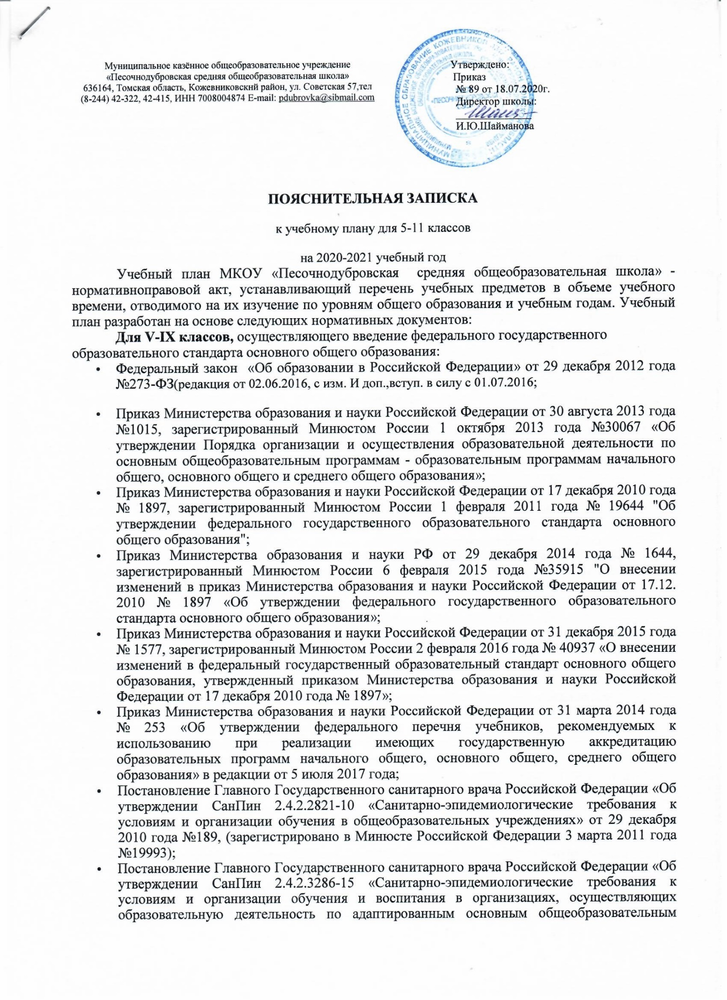 Муниципальное казённое общеобразовательное учреждение
«Песочнодубровская средняя общеобразовательная школа»
636164, Томская область, Кожевниковскнй район, ул. Советская 57,тел
(8-244) 42-322, 42-415, ИНН 7008004874 E-mail: pdubrovka@sibmail.com
Утверждено:
Приказ
№ 89 от 18.07.2020г.
Директор школы:
И.Ю.Шайманова
ПОЯСНИТЕЛЬНАЯ ЗАПИСКА
к учебному плану для 5-11 классов
на 2020-2021 учебный год
Учебный план МКОУ «Песочнодубровская средняя общеобразовательная школа» -
нормативноправовой акт, устанавливающий перечень учебных предметов в объеме учебного
времени, отводимого на их изучение по уровням общего образования и учебным годам. Учебный
план разработан на основе следующих нормативных документов:
Для V-IX классов, осуществляющего введение федерального государственного
образовательного стандарта основного общего образования:
• Федеральный закон «Об образовании в Российской Федерации» от 29 декабря 2012 года
№273-ФЗ(редакция от 02.06.2016, с изм. И доп.,вступ. в силу с 01.07.2016;
• Приказ Министерства образования и науки Российской Федерации от 30 августа 2013 года
№1015, зарегистрированный Минюстом России 1 октября 2013 года №30067 «Об
утверждении Порядка организации и осуществления образовательной деятельности по
основным общеобразовательным программам - образовательным программам начального
общего, основного общего и среднего общего образования»;
• Приказ Министерства образования и науки Российской Федерации от 17 декабря 2010 года
№ 1897, зарегистрированный Минюстом России 1 февраля 2011 года № 19644 "Об
утверждении федерального государственного образовательного стандарта основного
общего образования";
• Приказ Министерства образования и науки РФ от 29 декабря 2014 года № 1644,
зарегистрированный Минюстом России 6 февраля 2015 года №35915 "О внесении
изменений в приказ Министерства образования и науки Российской Федерации от 17.12.
2010 № 1897 «Об утверждении федерального государственного образовательного
стандарта основного общего образования»;
• Приказ Министерства образования и науки Российской Федерации от 31 декабря 2015 года
№ 1577, зарегистрированный Минюстом России 2 февраля 2016 года № 40937 «О внесении
изменений в федеральный государственный образовательный стандарт основного общего
образования, утвержденный приказом Министерства образования и науки Российской
Федерации от 17 декабря 2010 года № 1897»;
• Приказ Министерства образования и науки Российской Федерации от 31 марта 2014 года
№ 253 «Об утверждении федерального перечня учебников, рекомендуемых к
использованию при реализации имеющих государственную аккредитацию
образовательных программ начального общего, основного общего, среднего общего
образования» в редакции от 5 июля 2017 года;
• Постановление Главного Государственного санитарного врача Российской Федерации «Об
утверждении СанПин 2.4.2.2821-10 «Санитарно-эпидемиологические требования к
условиям и организации обучения в общеобразовательных учреждениях» от 29 декабря
2010 года №189, (зарегистрировано в Минюсте Российской Федерации 3 марта 2011 года
№19993);
• Постановление Главного Государственного санитарного врача Российской Федерации «Об
утверждении СанПин 2.4.2.3286-15 «Санитарно-эпидемиологические требования к
условиям и организации обучения и воспитания в организациях, осуществляющих
образовательную деятельность по адаптированным основным общеобразовательным